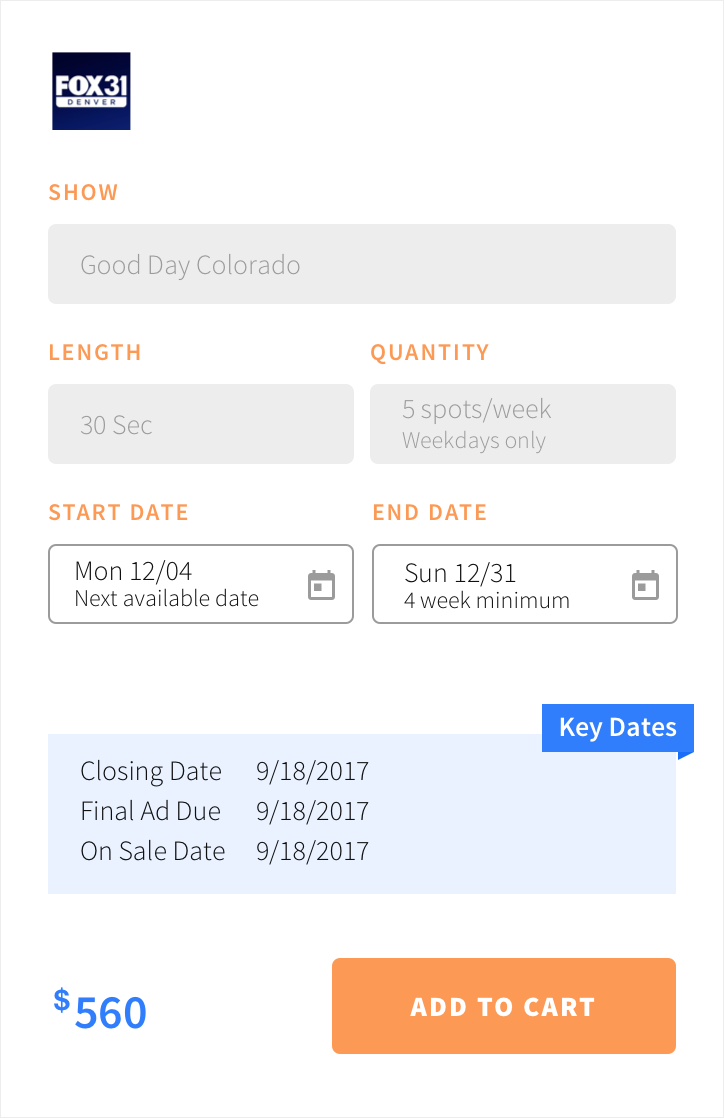 FOX31
DENVER
SHOW
Good Day Colorado
LENGTH
QUANTITY
30 Sec
5 spots/week
Weekdays only
START DATE
END DATE
Mon 12/04
Next available date
Sun 12/31
4 week minimum
Key Dates
Closing Date 9/18/2017
Final Ad Due 9/18/2017
On Sale Date 9/18/2017
$560
ADD TO CART